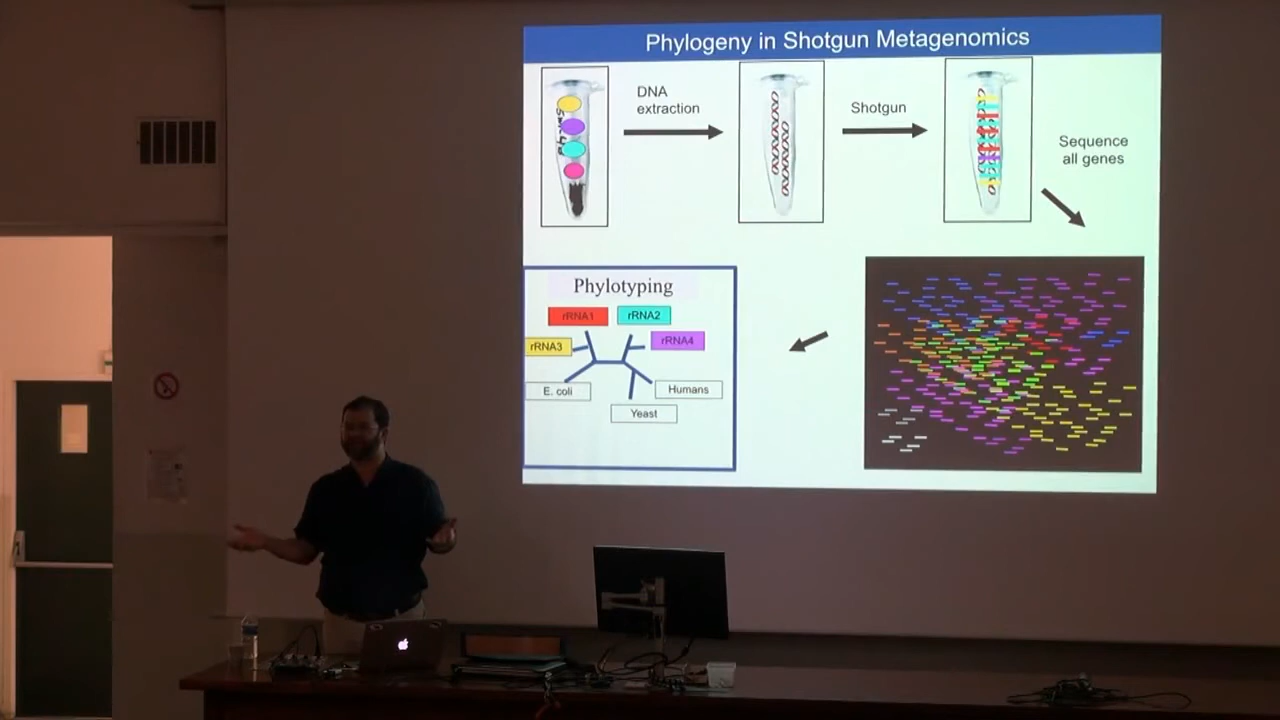 Phylogeny in Shotgun Metagenomics
DNA
extraction
Shotgun
Sequence
all genes
Phylotyping
rRNA1
rRNA2
rRNA3
rRNA4
E. coli
Humans
Yeast